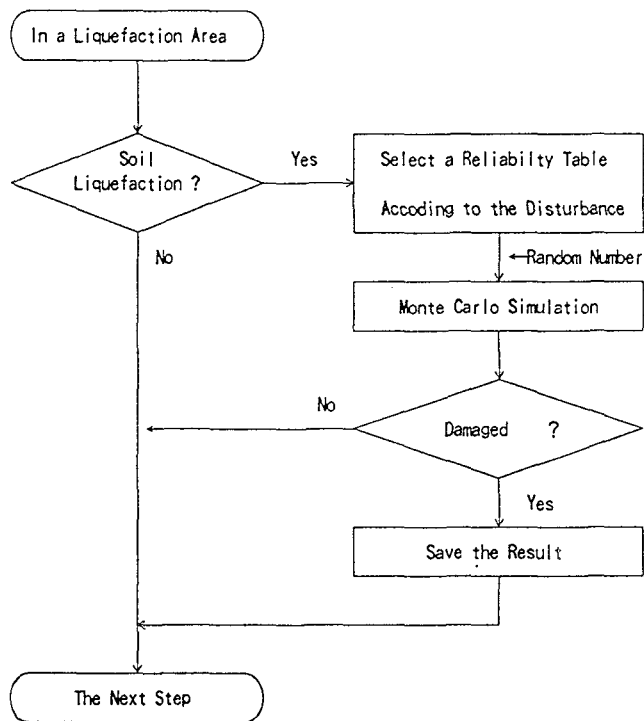 In a Liquefaction Area
Soil
Liquefaction ?
Yes
Select a Reliabilty Table
Accoding to the Disturbance
No
Random Number
Monte Carlo Simulation
No
Damaged ?
Yes
Save the Result
The Next Step